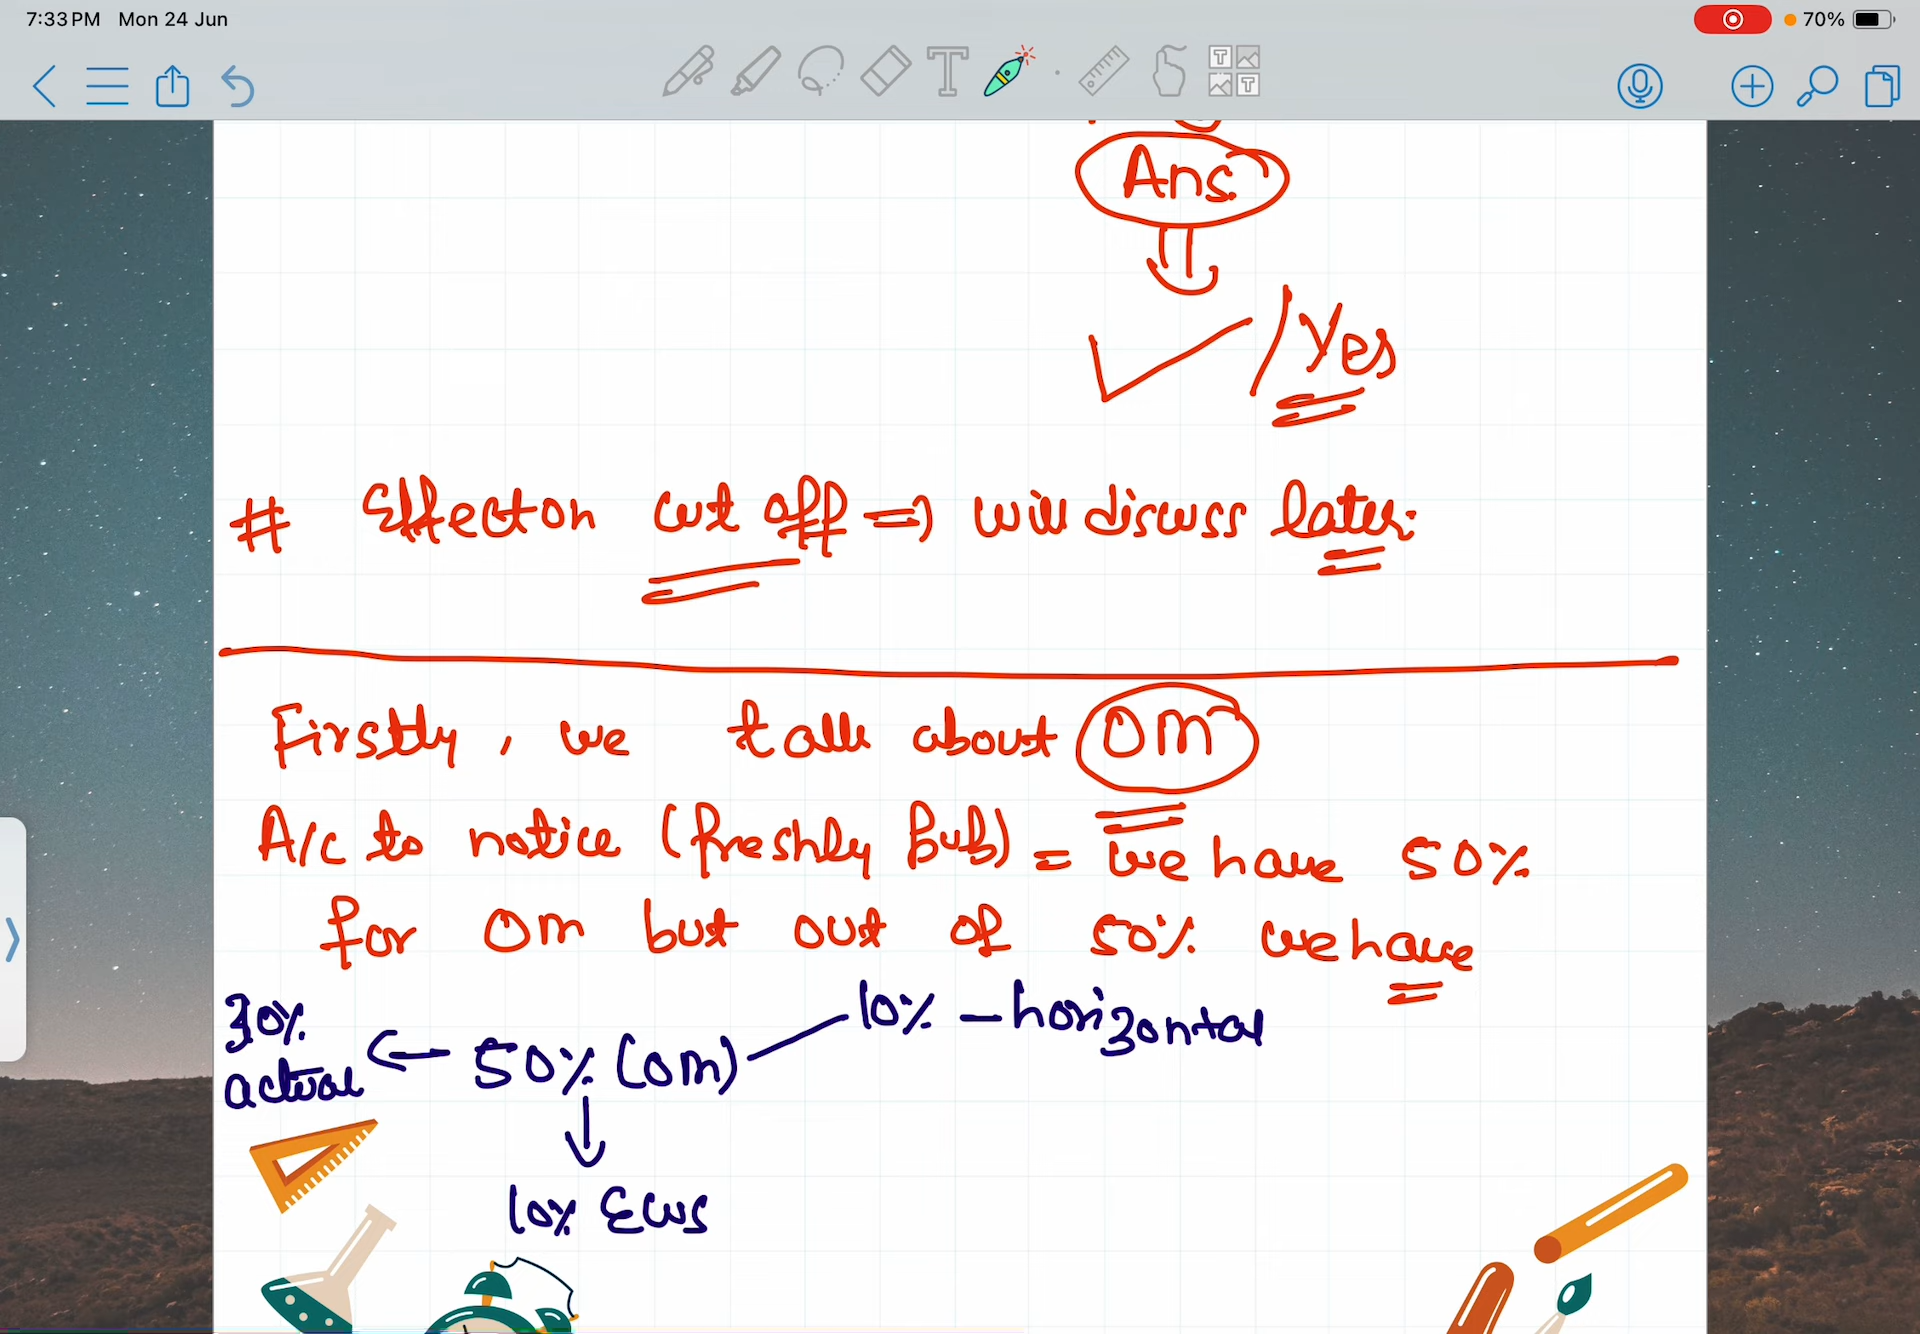 7:33 PM Mon 24 Jun
70%
Ans
/Yes
# Effect on cut off => will discuss later.
Firstly, we talk about OM
A/c to notice (freshly Pub) = we have 50%
for OM but out of 50% we have
30% actual
50% (OM)
10% - horizontal
10% EWS